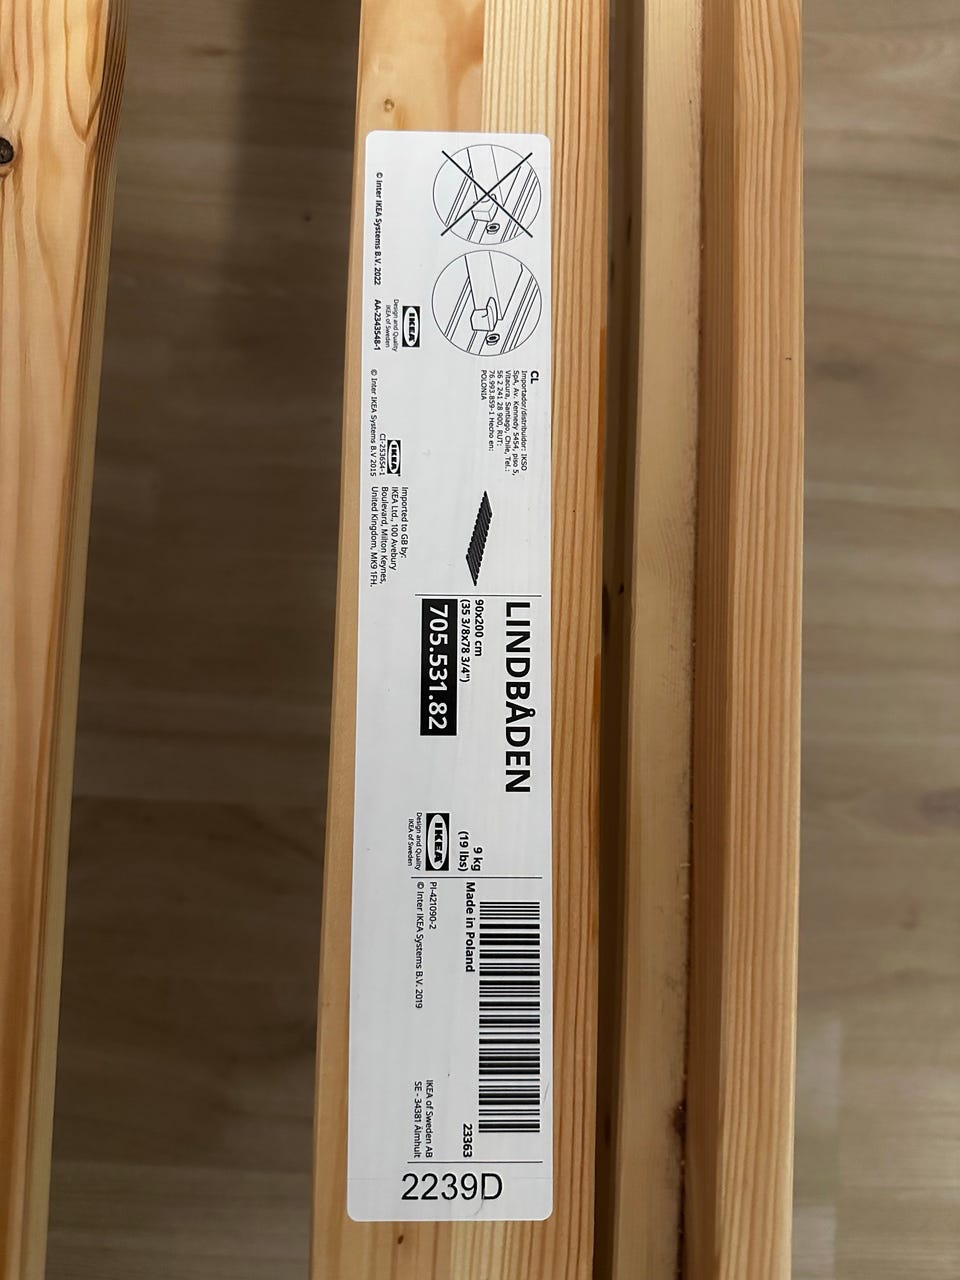 © Inter IKEA Systems B.V. 2022
AA-2343548-1
IKEA
Design and Quality
IKEA of Sweden
CL
Importador/distribuidor: IKSO
SpA, Av. Kennedy 5454, piso 5,
Vitacura, Santiago, Chile, Tel.:
56 2 241 28 900, RUT:
76.993.859-1 Hecho en:
POLONIA
IKEA
CI-253654-1
© Inter IKEA Systems B.V 2015
Imported to GB by:
IKEA Ltd., 100 Avebury
Boulevard, Milton Keynes,
United Kingdom, MK9 1FH.
LINDBÅDEN
90x200 cm
(35 3/8x78 3/4")
705.531.82
9 kg
(19 lbs)
IKEA
Design and Quality
IKEA of Sweden
Made in Poland
23363
PI-421090-2
© Inter IKEA Systems B.V. 2019
IKEA of Sweden AB
SE - 34381 Älmhult
2239D